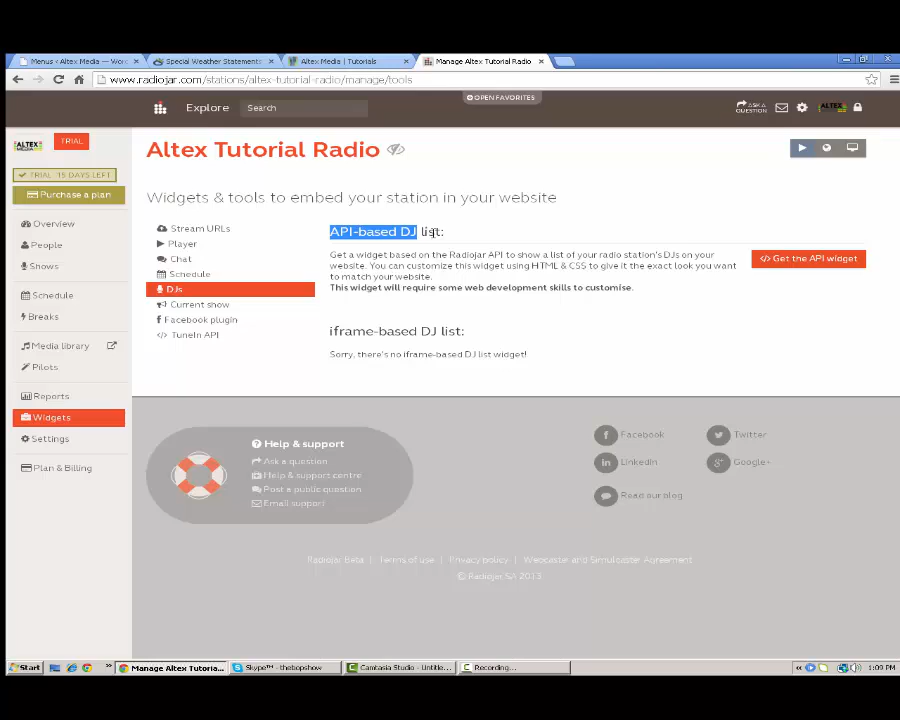 Menus ‹ Altex Media — Wor
Special Weather Statements
Altex Media | Tutorials
Manage Altex Tutorial Radio
www.radiojar.com/stations/altex-tutorial-radio/manage/tools
OPEN FAVORITES
Explore
Search
ASK A QUESTION
ALTEX
ALTEX MEDIA
TRIAL
Altex Tutorial Radio
TRIAL: 15 DAYS LEFT
Purchase a plan
Overview
People
Shows
Schedule
Breaks
Media library
Pilots
Reports
Widgets
Settings
Plan & Billing
Widgets & tools to embed your station in your website
Stream URLs
Player
Chat
Schedule
DJs
Current show
Facebook plugin
TuneIn API
API-based DJ list:
Get a widget based on the Radiojar API to show a list of your radio station's DJs on your
website. You can customize this widget using HTML & CSS to give it the exact look you want
to match your website.
This widget will require some web development skills to customise.
</> Get the API widget
iframe-based DJ list:
Sorry, there's no iframe-based DJ list widget!
Help & support
Ask a question
Help & support centre
Post a public question
Email support
Facebook
Twitter
LinkedIn
Google+
Read our blog
Radiojar Beta | Terms of use | Privacy policy | Webcaster and Simulcaster Agreement
© Radiojar SA 2013
Start
Manage Altex Tutoria...
Skype™ - thebopshow
Camtasia Studio - Untitle...
Recording...
1:09 PM